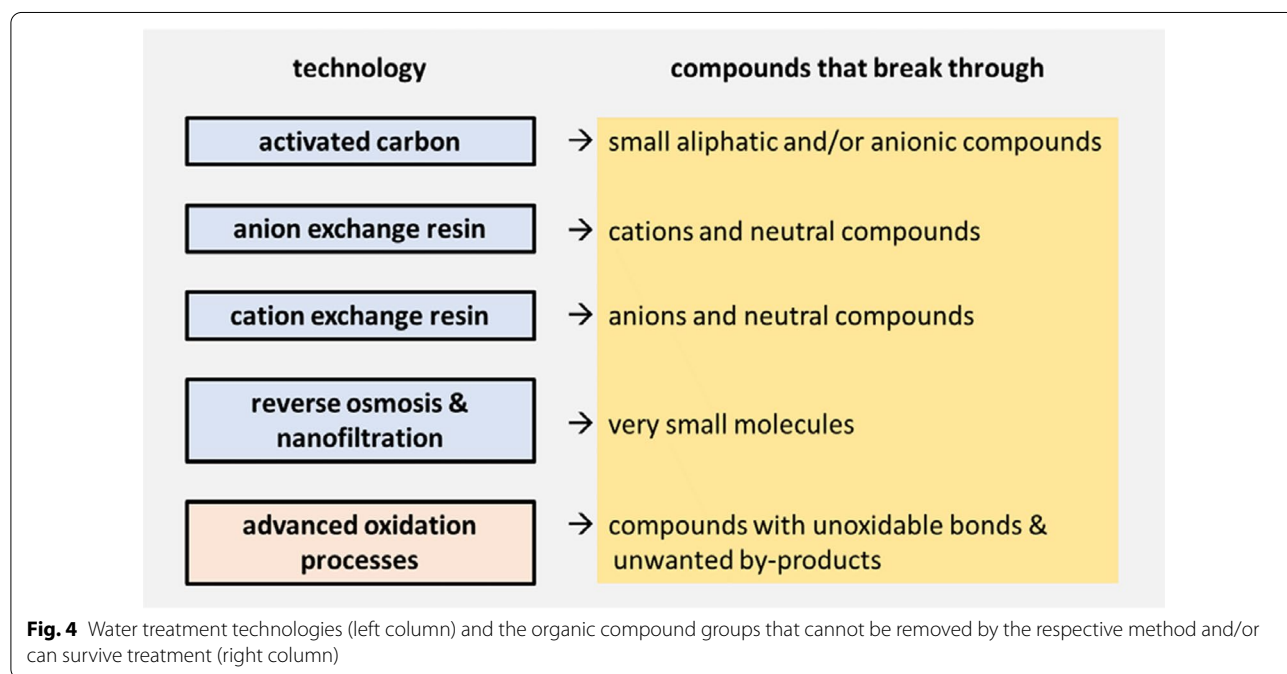 technology compounds that break through
activated carbon → small aliphatic and/or anionic compounds
anion exchange resin → cations and neutral compounds
cation exchange resin → anions and neutral compounds
reverse osmosis &
nanofiltration → very small molecules
advanced oxidation
processes → compounds with unoxidable bonds &
unwanted by-products
Fig. 4 Water treatment technologies (left column) and the organic compound groups that cannot be removed by the respective method and/or
can survive treatment (right column)